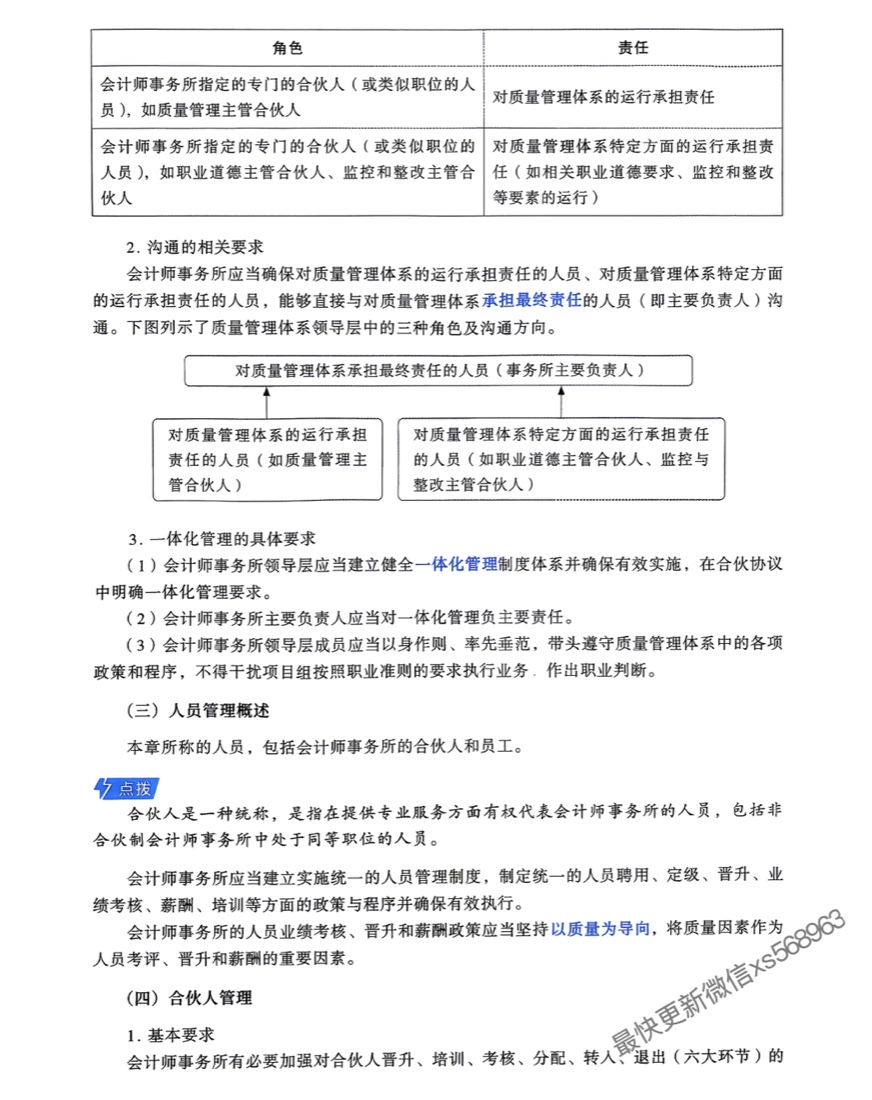 角色
责任
会计师事务所指定的专门的合伙人（或类似职位的人
员），如质量管理主管合伙人
对质量管理体系的运行承担责任
会计师事务所指定的专门的合伙人（或类似职位的
人员），如职业道德主管合伙人、监控和整改主管合
伙人
对质量管理体系特定方面的运行承担责
任（如相关职业道德要求、监控和整改
等要素的运行）
2. 沟通的相关要求
会计师事务所应当确保对质量管理体系的运行承担责任的人员、对质量管理体系特定方面
的运行承担责任的人员，能够直接与对质量管理体系承担最终责任的人员（即主要负责人）沟
通。下图列示了质量管理体系领导层中的三种角色及沟通方向。
对质量管理体系承担最终责任的人员（事务所主要负责人）
对质量管理体系的运行承担
责任的人员（如质量管理主
管合伙人）
对质量管理体系特定方面的运行承担责任
的人员（如职业道德主管合伙人、监控与
整改主管合伙人）
3. 一体化管理的具体要求
（1）会计师事务所领导层应当建立健全一体化管理制度体系并确保有效实施，在合伙协议
中明确一体化管理要求。
（2）会计师事务所主要负责人应当对一体化管理负主要责任。
（3）会计师事务所领导层成员应当以身作则、率先垂范，带头遵守质量管理体系中的各项
政策和程序，不得干扰项目组按照职业准则的要求执行业务．作出职业判断。
（三）人员管理概述
本章所称的人员，包括会计师事务所的合伙人和员工。
点拨
合伙人是一种统称，是指在提供专业服务方面有权代表会计师事务所的人员，包括非
合伙制会计师事务所中处于同等职位的人员。
会计师事务所应当建立实施统一的人员管理制度，制定统一的人员聘用、定级、晋升、业
绩考核、薪酬、培训等方面的政策与程序并确保有效执行。
会计师事务所的人员业绩考核、晋升和薪酬政策应当坚持以质量为导向，将质量因素作为
人员考评、晋升和薪酬的重要因素。
（四）合伙人管理
1. 基本要求
会计师事务所有必要加强对合伙人晋升、培训、考核、分配、转入、退出（六大环节）的
最快更新微信xs568963